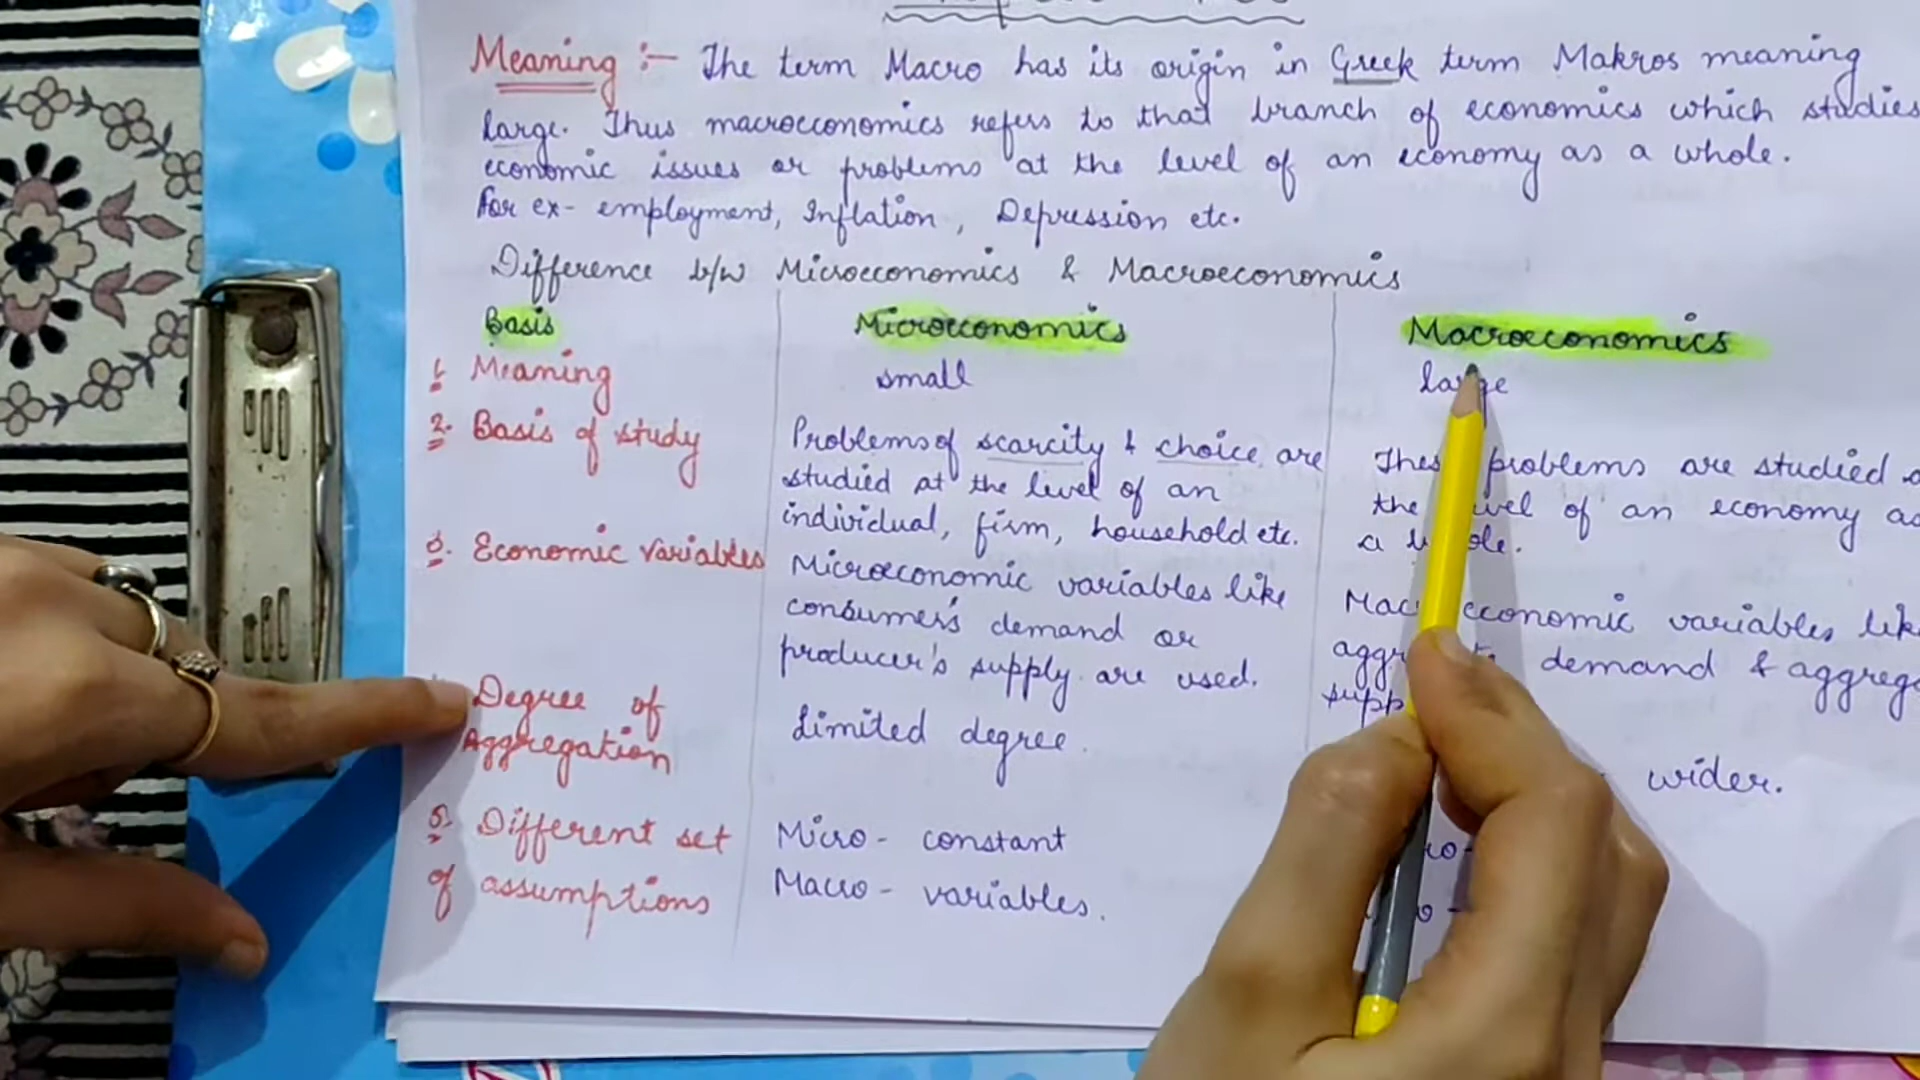 Meaning :- The term Macro has its origin in Greek term Makros meaning
large. Thus macroeconomics refers to that branch of economics which studies
economic issues or problems at the level of an economy as a whole.
for ex- employment, Inflation, Depression etc.
Difference b/w Microeconomics & Macroeconomics
Basis Microeconomics Macroeconomics
1. Meaning small large
2. Basis of study
Problems of scarcity & choice are
studied at the level of an
individual, firm, household etc.
problems are studied
the of an economy as
a
3. Economic Variables
Microeconomic variables like
consumer's demand or
producer's supply are used.
economic variables
demand &
Degree of
Aggregation
Limited degree.
wider.
5. Different set
of assumptions
Micro - constant
Macro - variables.